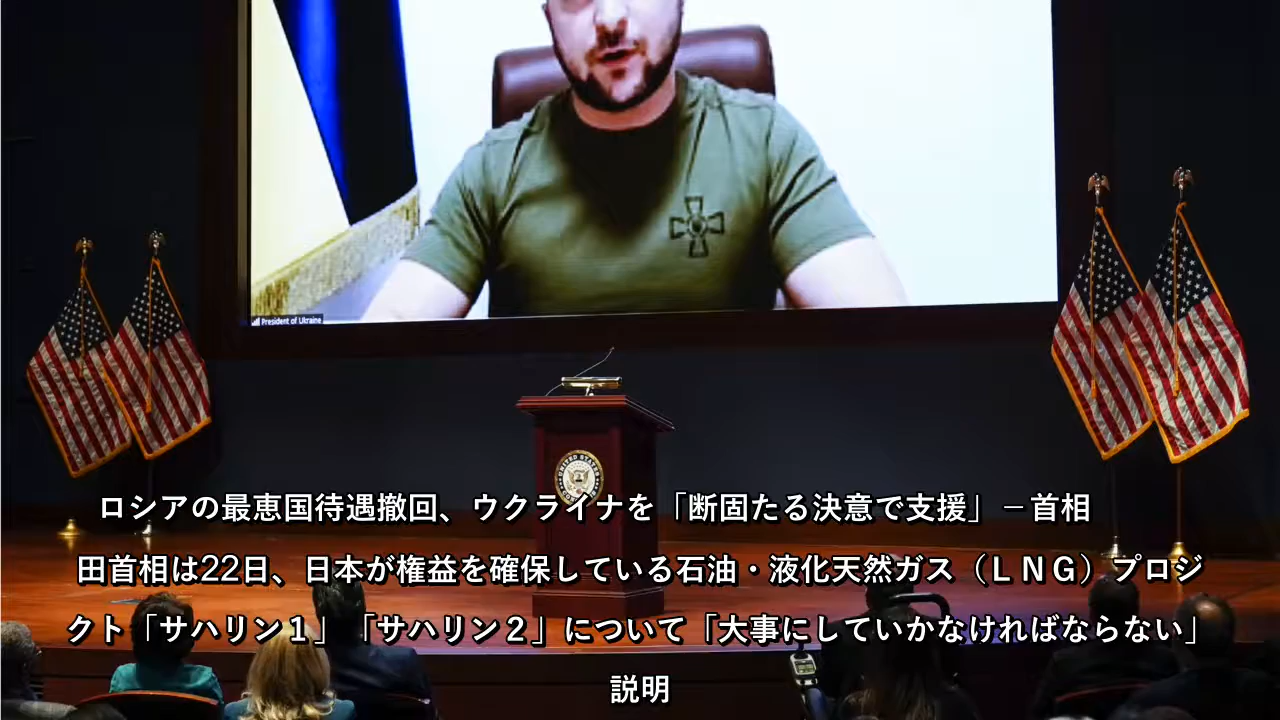 President of Ukraine
ロシアの最恵国待遇撤回、ウクライナを「断固たる決意で支援」－首相
田首相は22日、日本が権益を確保している石油・液化天然ガス（ＬＮＧ）プロジ
クト「サハリン１」「サハリン２」について「大事にしていかなければならない」
説明